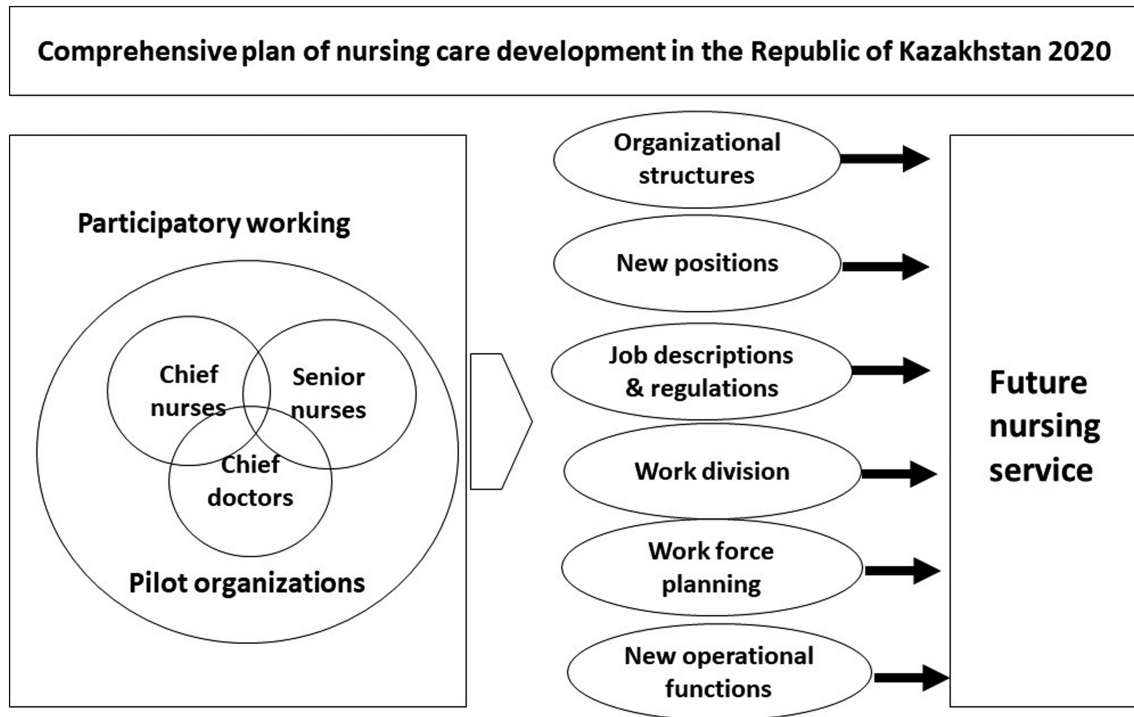 Comprehensive plan of nursing care development in the Republic of Kazakhstan 2020
Participatory working
Chief
nurses
Senior
nurses
Chief
doctors
Pilot organizations
Organizational
structures
New positions
Job descriptions
& regulations
Work division
Work force
planning
New operational
functions
Future
nursing
service